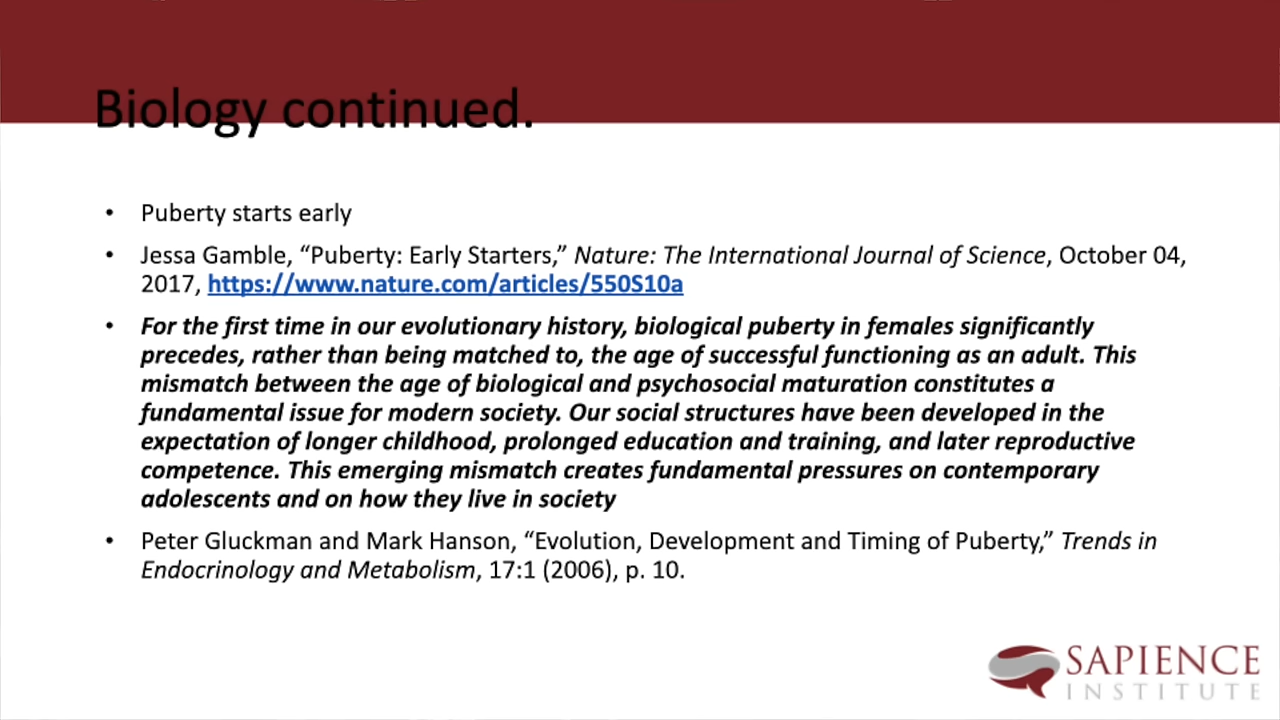 Biology continued.
• Puberty starts early
• Jessa Gamble, “Puberty: Early Starters,” Nature: The International Journal of Science, October 04,
2017, https://www.nature.com/articles/550S10a
• For the first time in our evolutionary history, biological puberty in females significantly
precedes, rather than being matched to, the age of successful functioning as an adult. This
mismatch between the age of biological and psychosocial maturation constitutes a
fundamental issue for modern society. Our social structures have been developed in the
expectation of longer childhood, prolonged education and training, and later reproductive
competence. This emerging mismatch creates fundamental pressures on contemporary
adolescents and on how they live in society
• Peter Gluckman and Mark Hanson, “Evolution, Development and Timing of Puberty,” Trends in
Endocrinology and Metabolism, 17:1 (2006), p. 10.
SAPIENCE
INSTITUTE